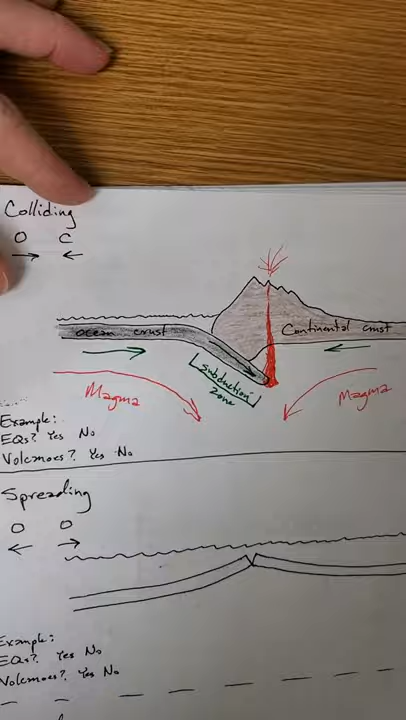 Colliding
O C
ocean crust
Continental crust
Subduction
Zone
Magma
Magma
Example:
EQs? Yes No
Volcanoes? Yes No
Spreading
O O
Example:
EQs? Yes No
Volcanoes? Yes No